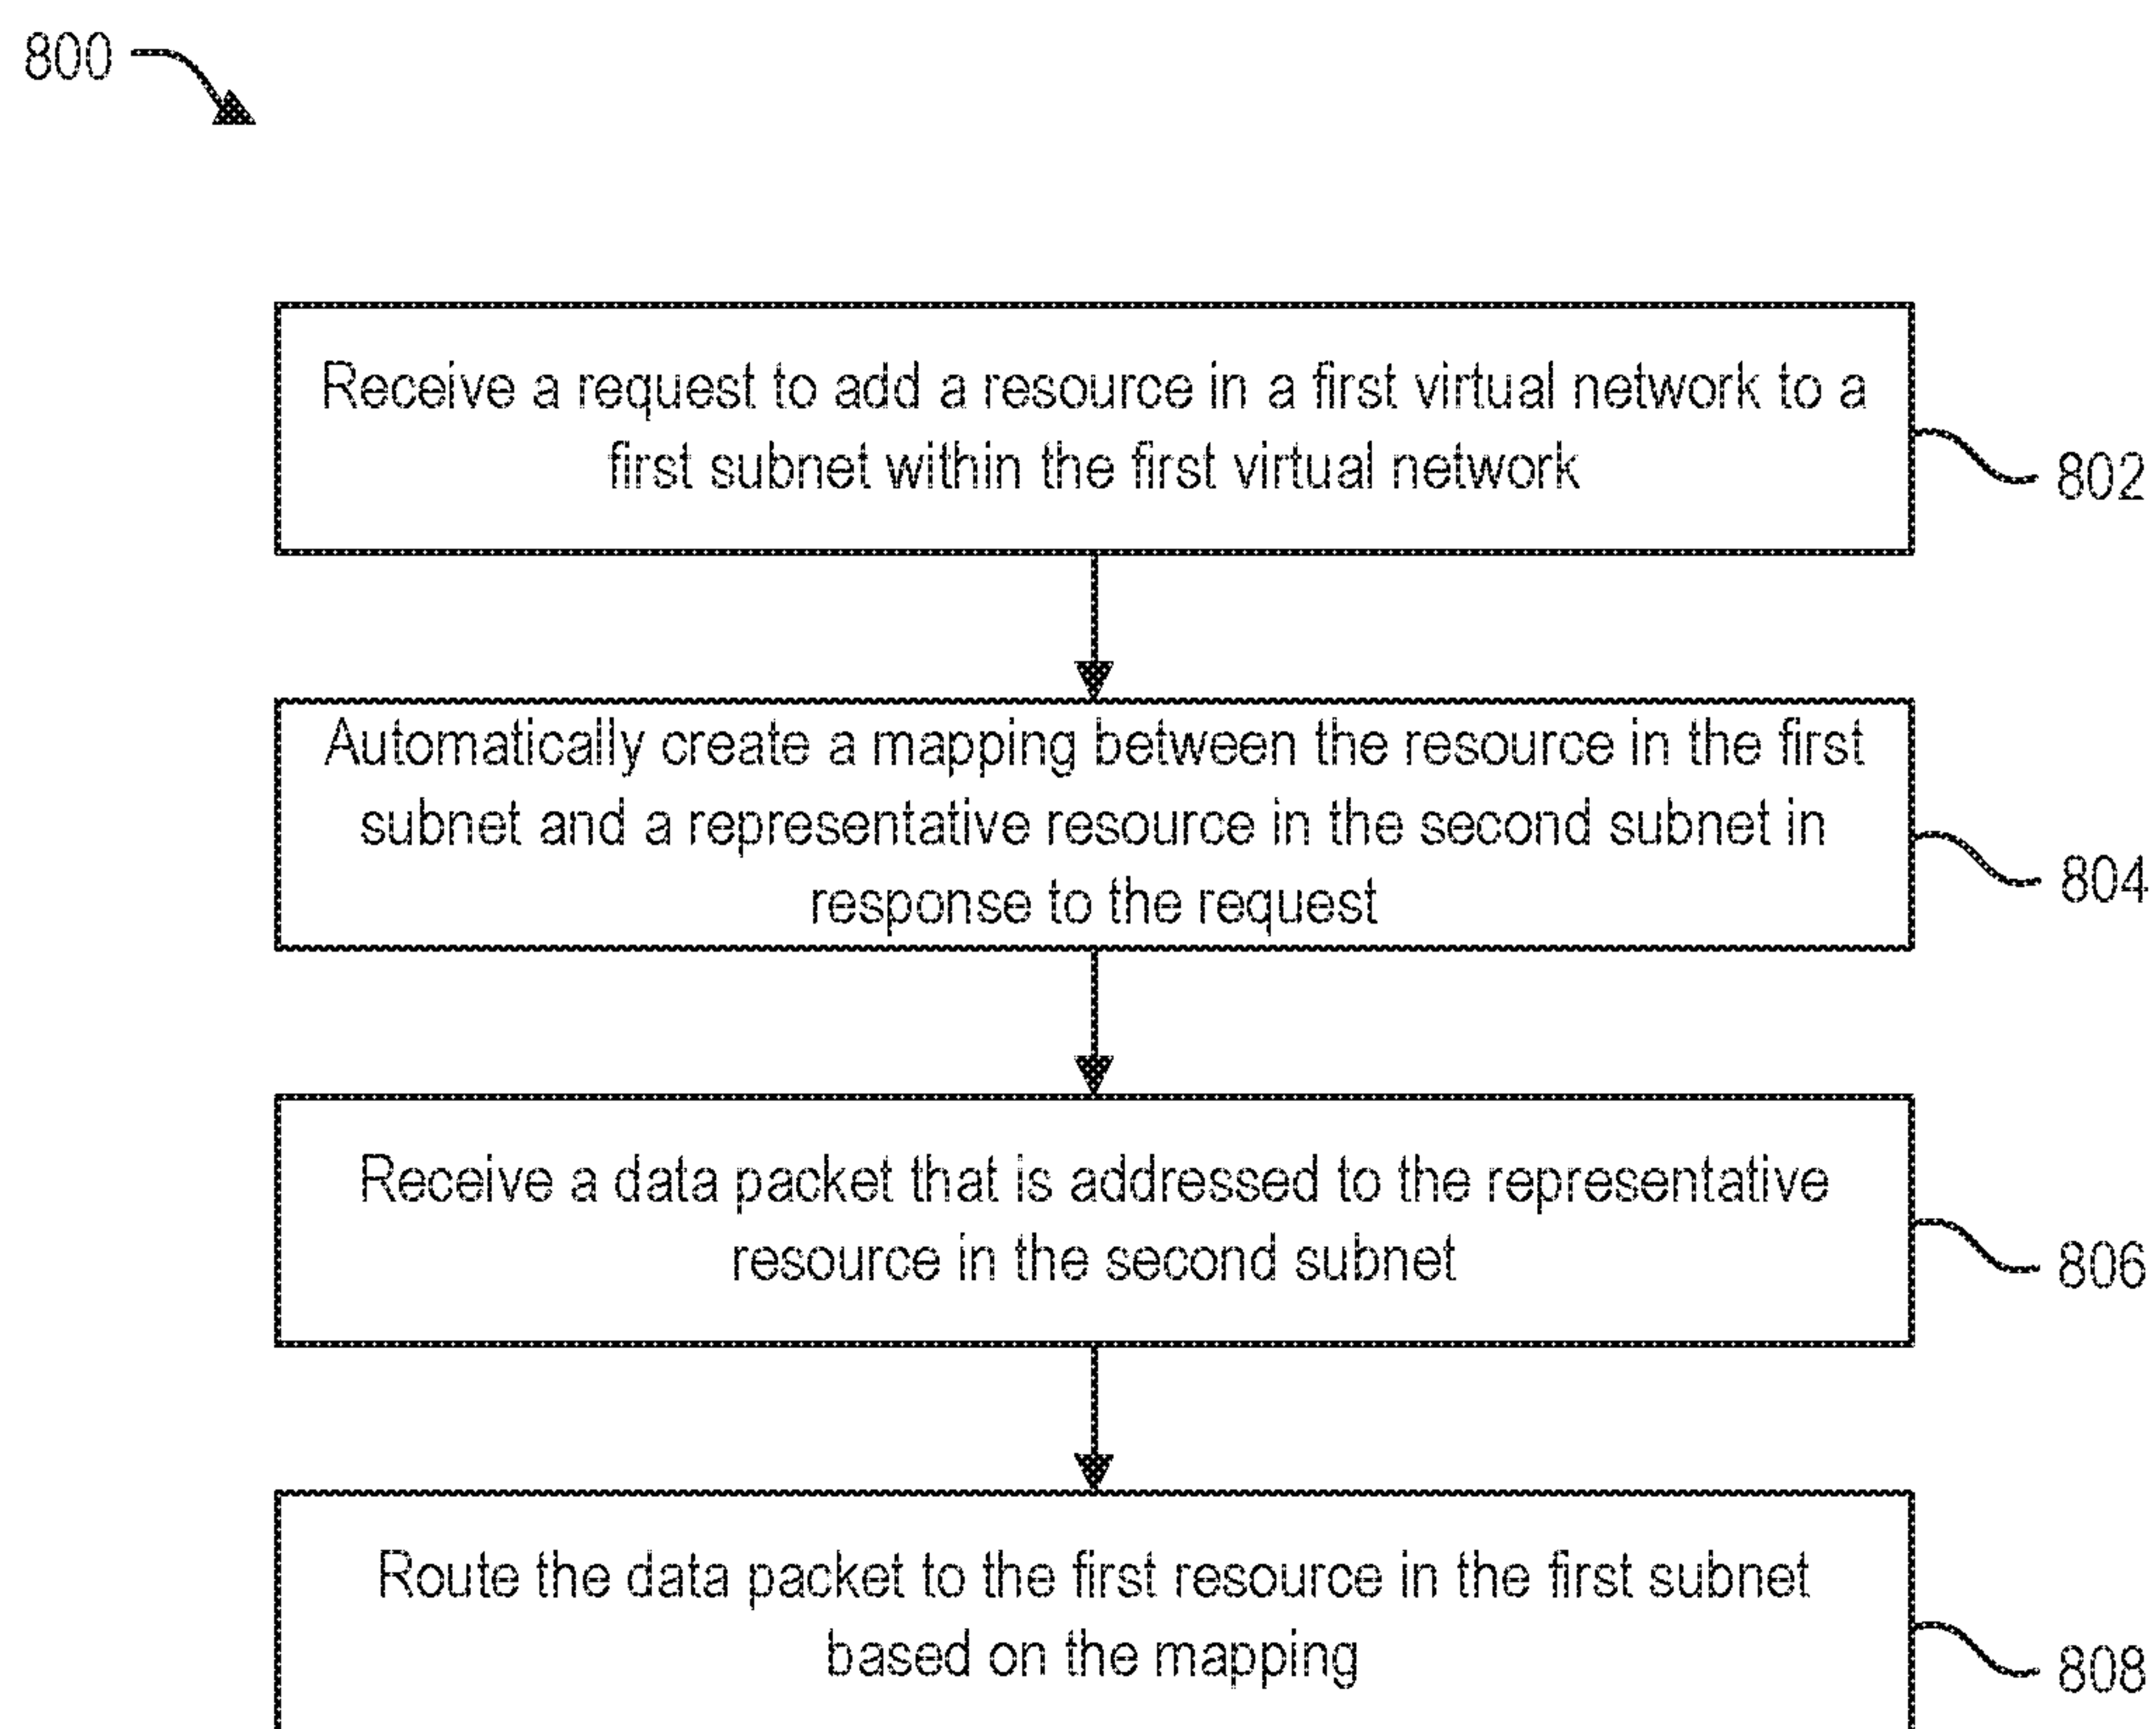 800
Receive a request to add a resource in a first virtual network to a
first subnet within the first virtual network
802
Automatically create a mapping between the resource in the first
subnet and a representative resource in the second subnet in
response to the request
804
Receive a data packet that is addressed to the representative
resource in the second subnet
806
Route the data packet to the first resource in the first subnet
based on the mapping
808